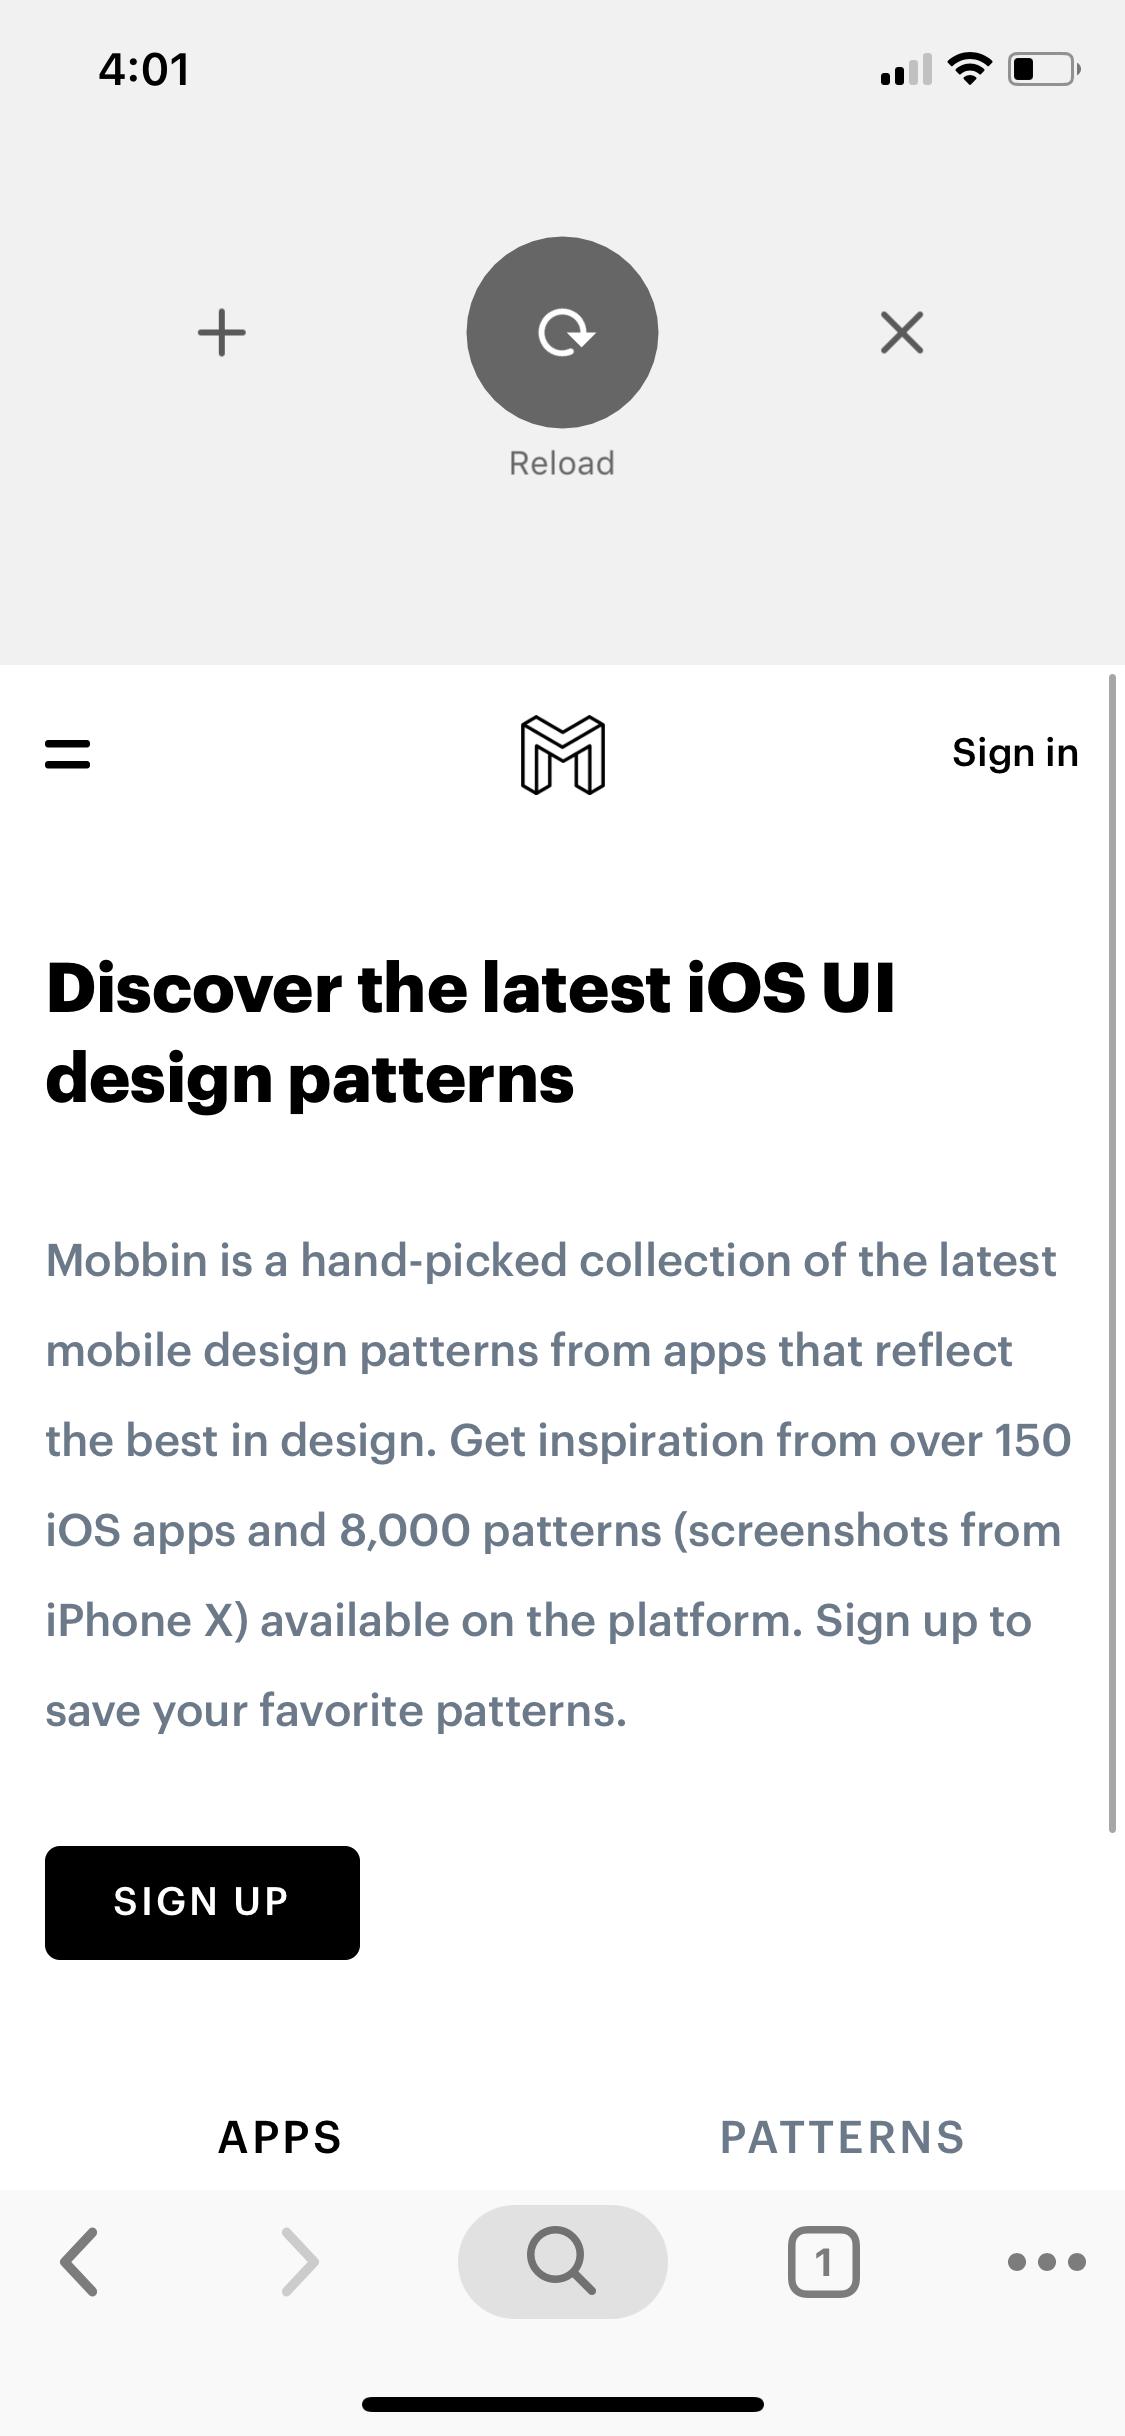 4:01
Reload
Sign in
Discover the latest iOS UI
design patterns
Mobbin is a hand-picked collection of the latest
mobile design patterns from apps that reflect
the best in design. Get inspiration from over 150
iOS apps and 8,000 patterns (screenshots from
iPhone X) available on the platform. Sign up to
save your favorite patterns.
SIGN UP
APPS PATTERNS
1